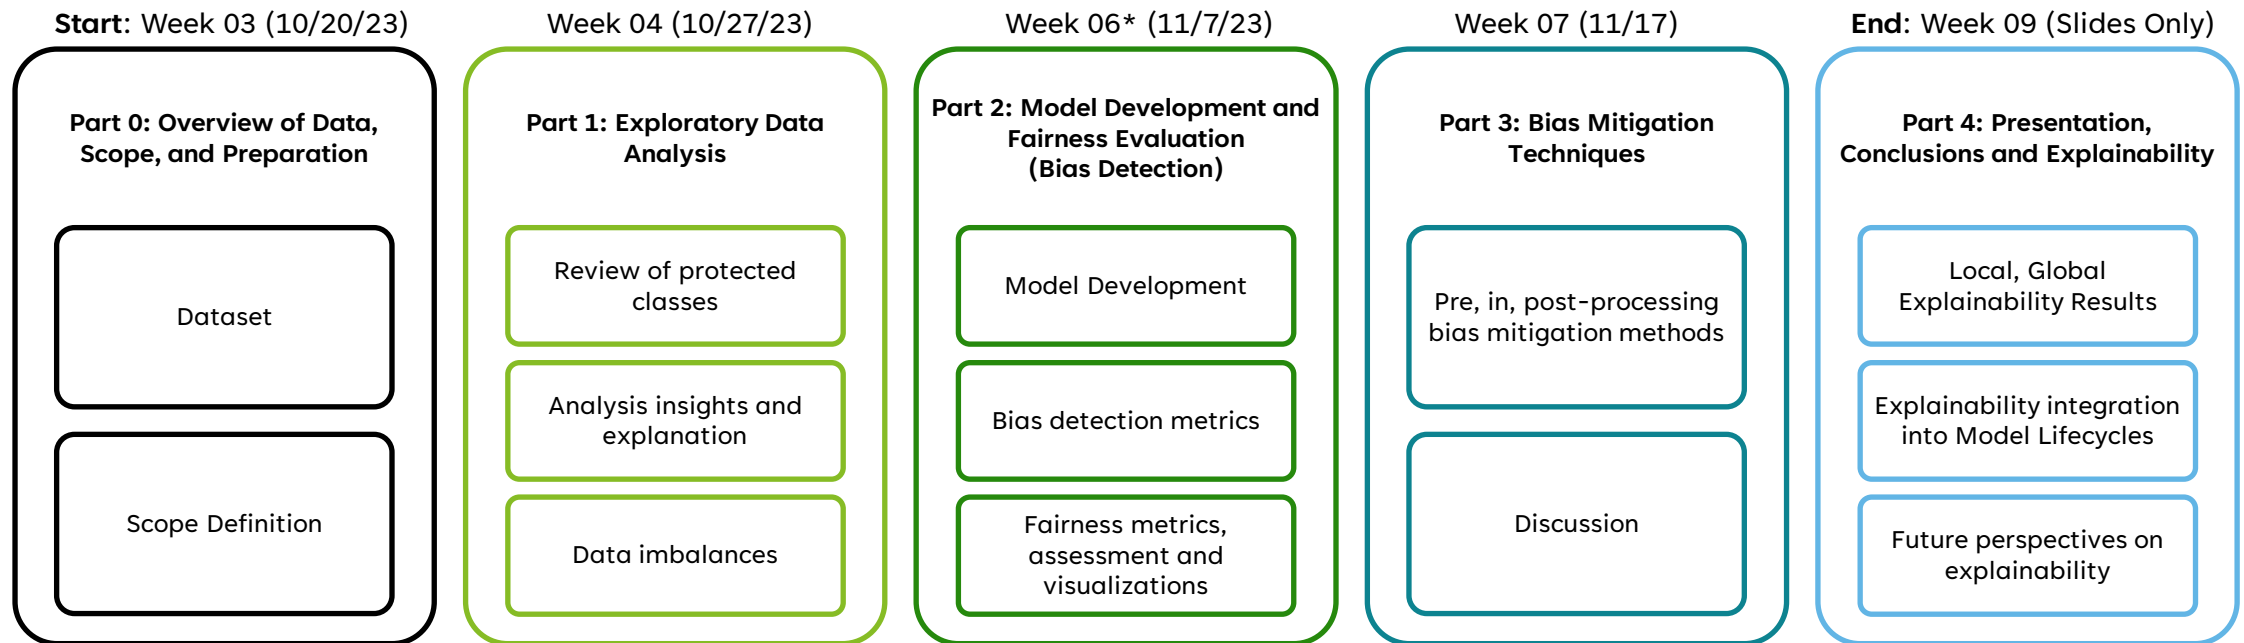 Start: Week 03 (10/20/23)
Part 0: Overview of Data,
Scope, and Preparation
Dataset
Scope Definition
Week 04 (10/27/23)
Part 1: Exploratory Data
Analysis
Review of protected
classes
Analysis insights and
explanation
Data imbalances
Week 06* (11/7/23)
Part 2: Model Development and
Fairness Evaluation
(Bias Detection)
Model Development
Bias detection metrics
Fairness metrics,
assessment and
visualizations
Week 07 (11/17)
Part 3: Bias Mitigation
Techniques
Pre, in, post-processing
bias mitigation methods
Discussion
End: Week 09 (Slides Only)
Part 4: Presentation,
Conclusions and Explainability
Local, Global
Explainability Results
Explainability integration
into Model Lifecycles
Future perspectives on
explainability